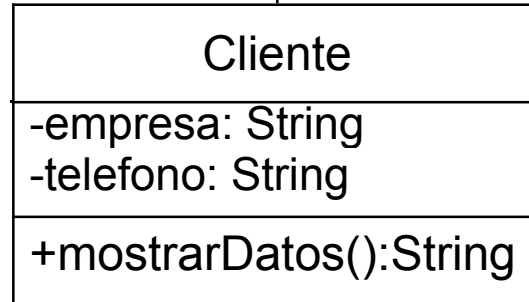 Cliente
-empresa: String
-telefono: String
+mostrarDatos():String